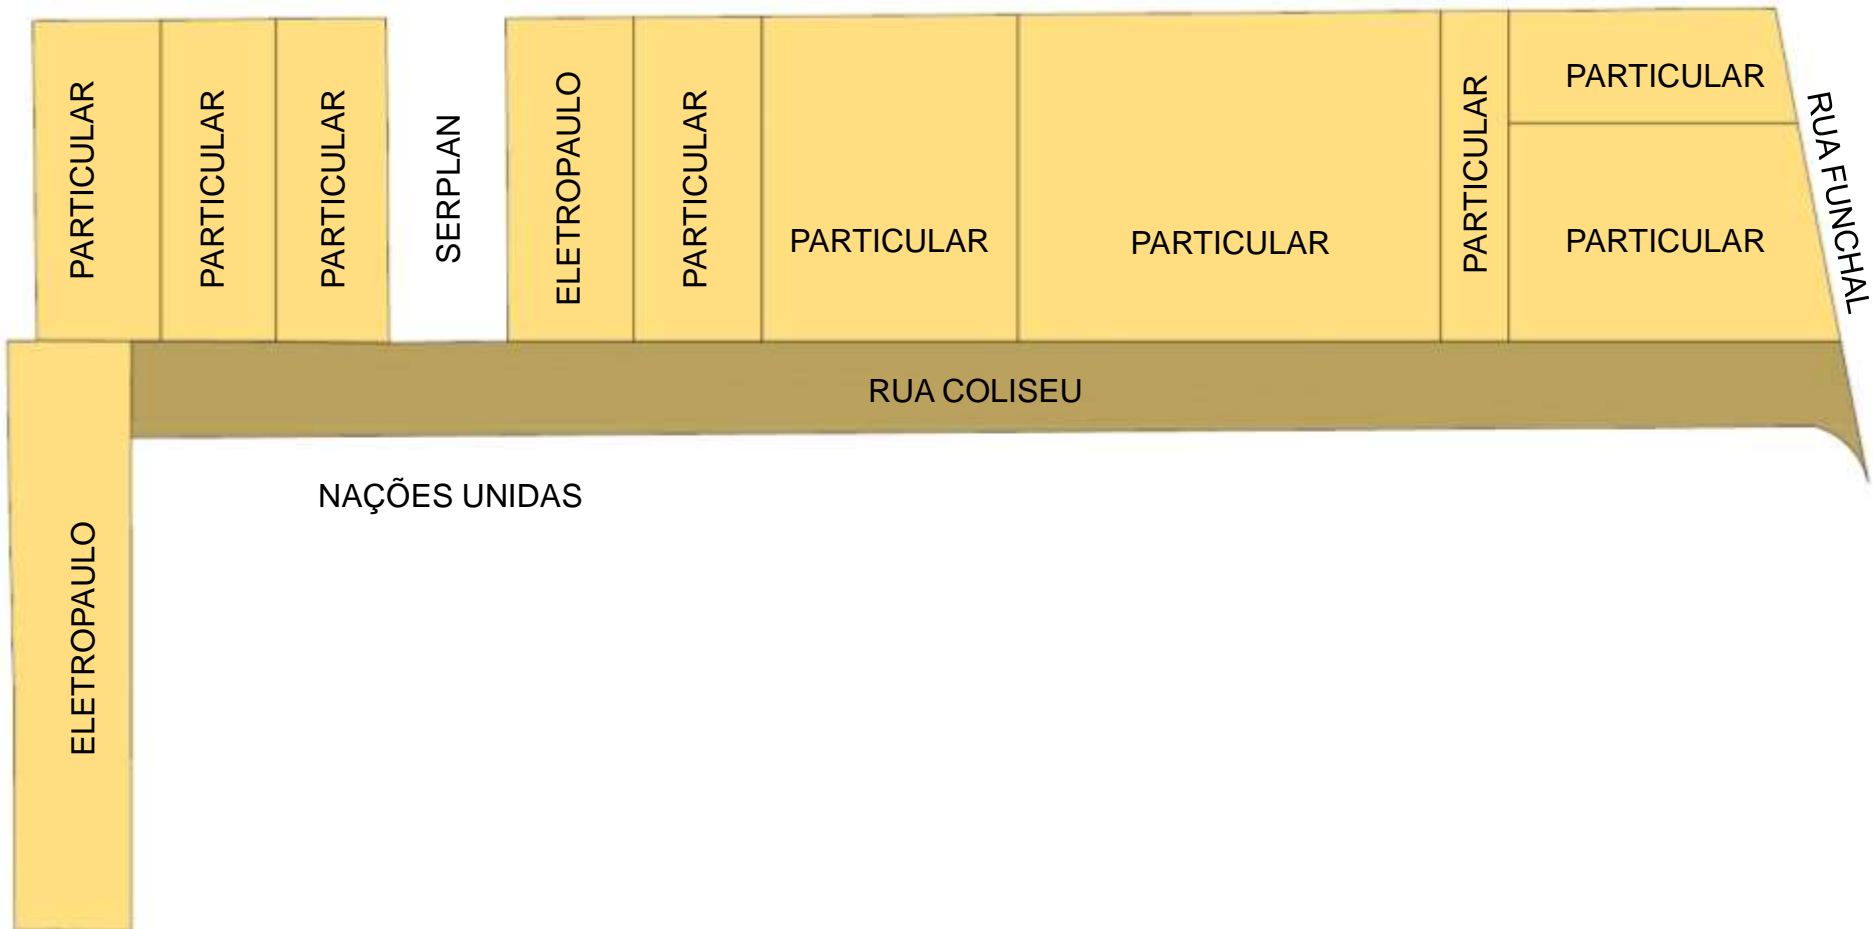 PARTICULAR
PARTICULAR
PARTICULAR
SERPLAN
ELETROPAULO
PARTICULAR
PARTICULAR
PARTICULAR
PARTICULAR
PARTICULAR
PARTICULAR
RUA FUNCHAL
RUA COLISEU
NAÇÕES UNIDAS
ELETROPAULO